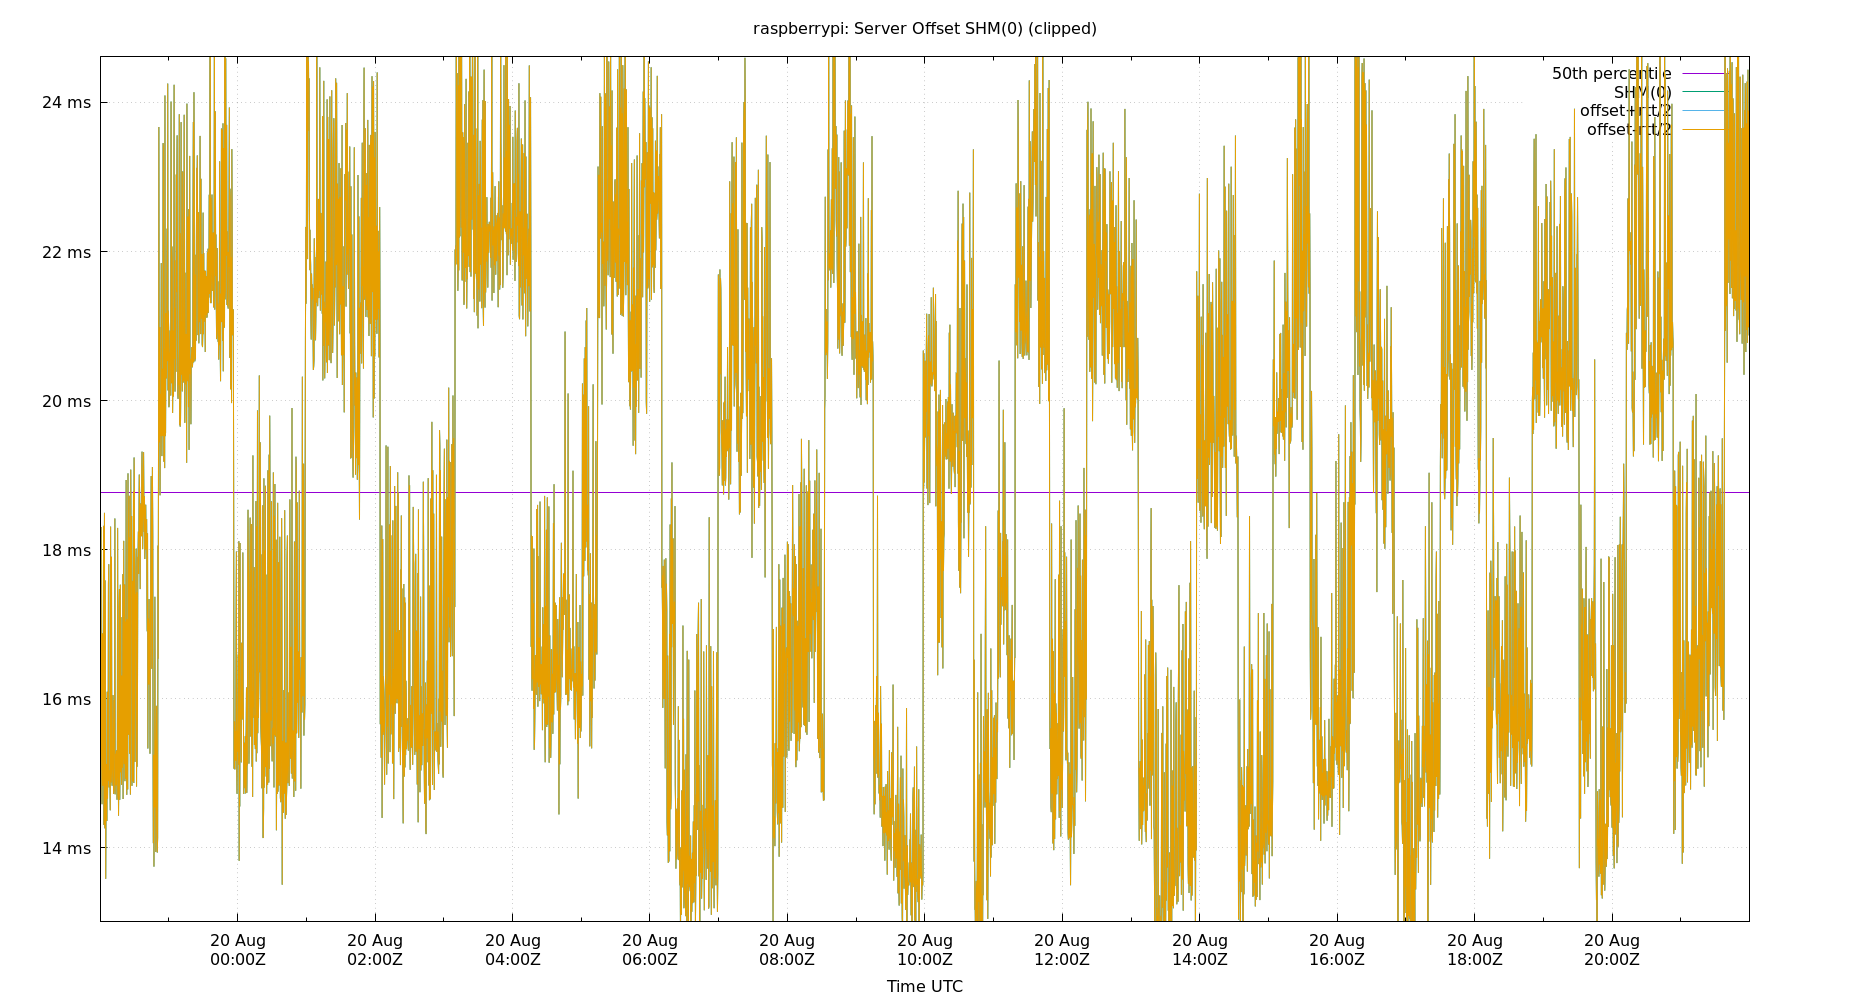 raspberrypi: Server Offset SHM(0) (clipped)
50th percentile
SHM(0)
offset+rtt/2
offset-rtt/2
24 ms
22 ms
20 ms
18 ms
16 ms
14 ms
20 Aug 20 Aug 20 Aug 20 Aug 20 Aug 20 Aug 20 Aug 20 Aug 20 Aug 20 Aug 20 Aug
00:00Z 02:00Z 04:00Z 06:00Z 08:00Z 10:00Z 12:00Z 14:00Z 16:00Z 18:00Z 20:00Z
Time UTC